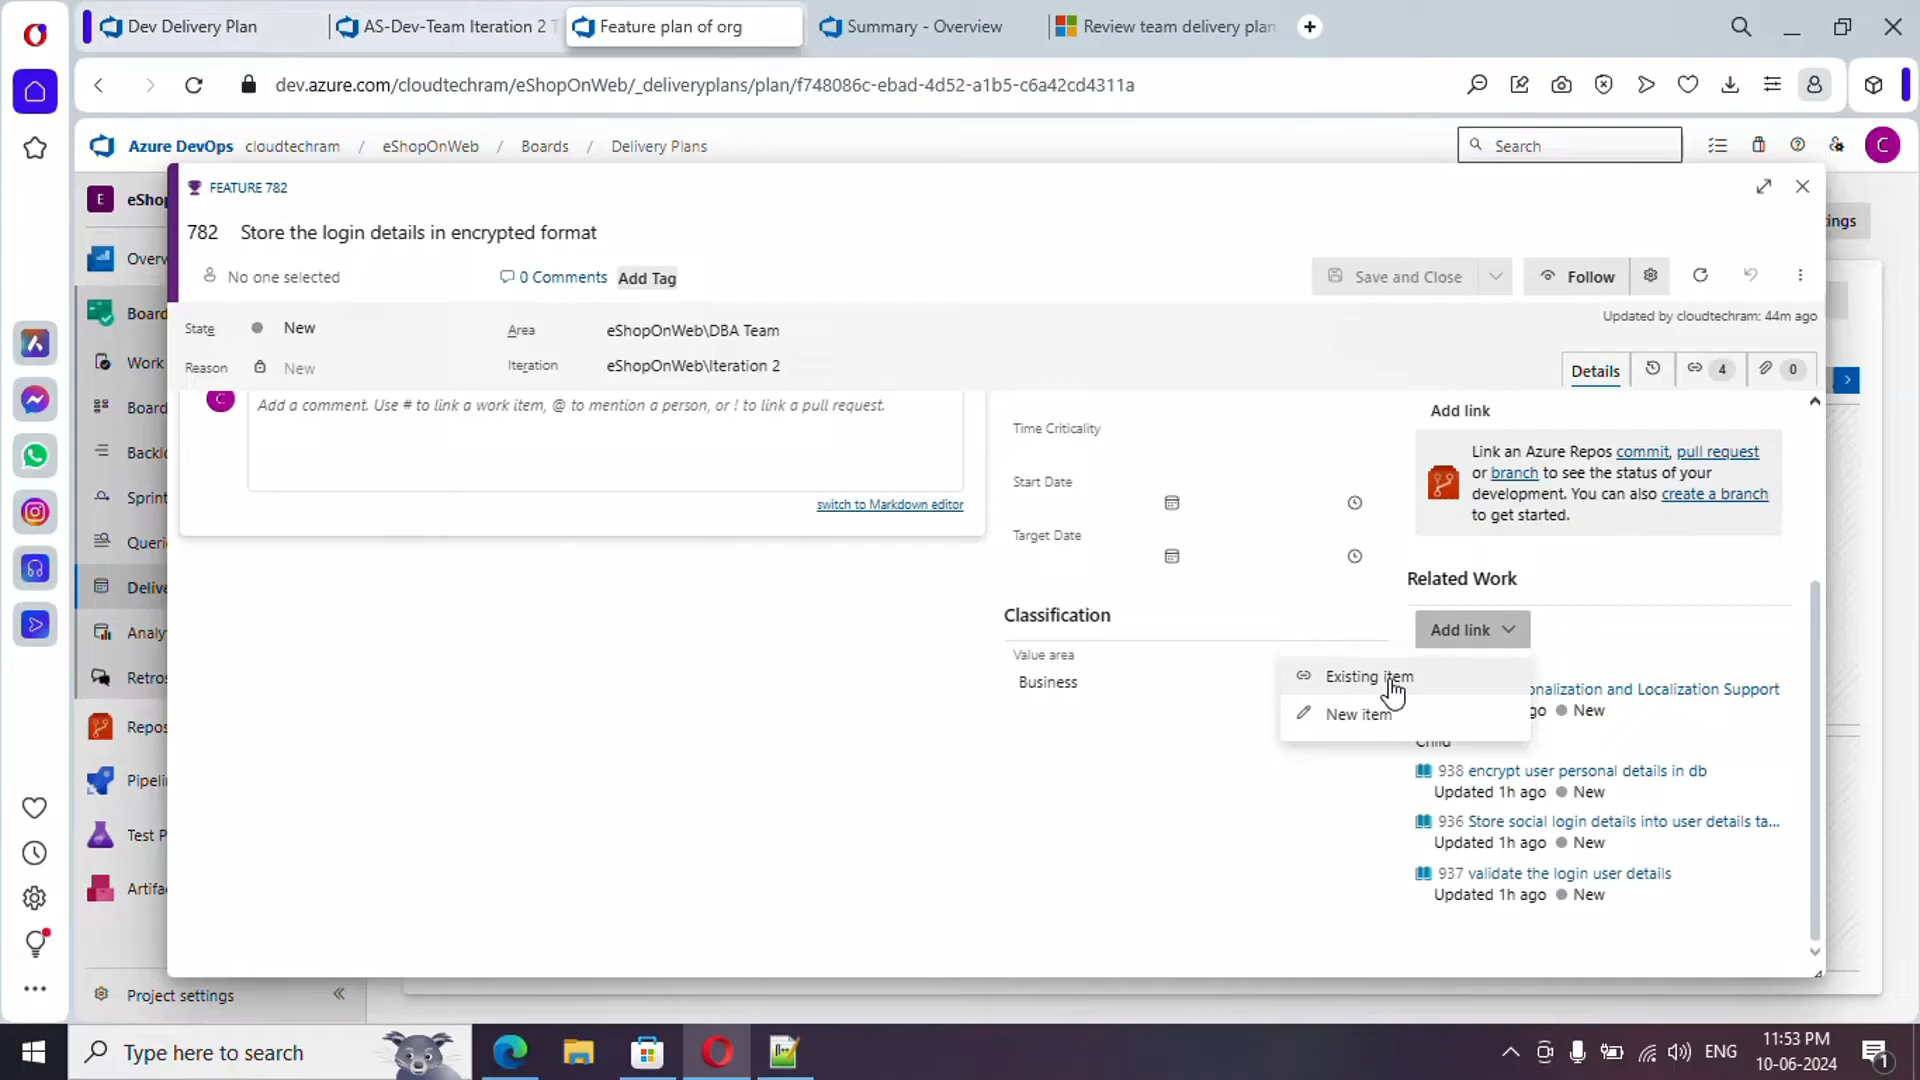 Dev Delivery Plan
AS-Dev-Team Iteration 2 T
Feature plan of org
Summary - Overview
Review team delivery plan
dev.azure.com/cloudtechram/eShopOnWeb/_deliveryplans/plan/f748086c-ebad-4d52-a1b5-c6a42cd4311a
Azure DevOps cloudtechram / eShopOnWeb / Boards / Delivery Plans
Search
C
E eShop
Overv
Board
Work
Board
Backlo
Sprint
Queri
Delive
Analy
Retros
Repos
Pipelin
Test P
Artifa
Project settings
ings
FEATURE 782
782 Store the login details in encrypted format
No one selected
0 Comments
Add Tag
Save and Close
Follow
State
New
Area
eShopOnWeb\DBA Team
Updated by cloudtechram: 44m ago
Reason
New
Iteration
eShopOnWeb\Iteration 2
Details
4
0
C
Add a comment. Use # to link a work item, @ to mention a person, or ! to link a pull request.
switch to Markdown editor
Time Criticality
Start Date
Target Date
Classification
Value area
Business
Add link
Link an Azure Repos commit, pull request
or branch to see the status of your
development. You can also create a branch
to get started.
Related Work
Add link
Existing item
New item
onalization and Localization Support
go New
Child
938 encrypt user personal details in db
Updated 1h ago New
936 Store social login details into user details ta...
Updated 1h ago New
937 validate the login user details
Updated 1h ago New
Type here to search
ENG
11:53 PM
10-06-2024
1